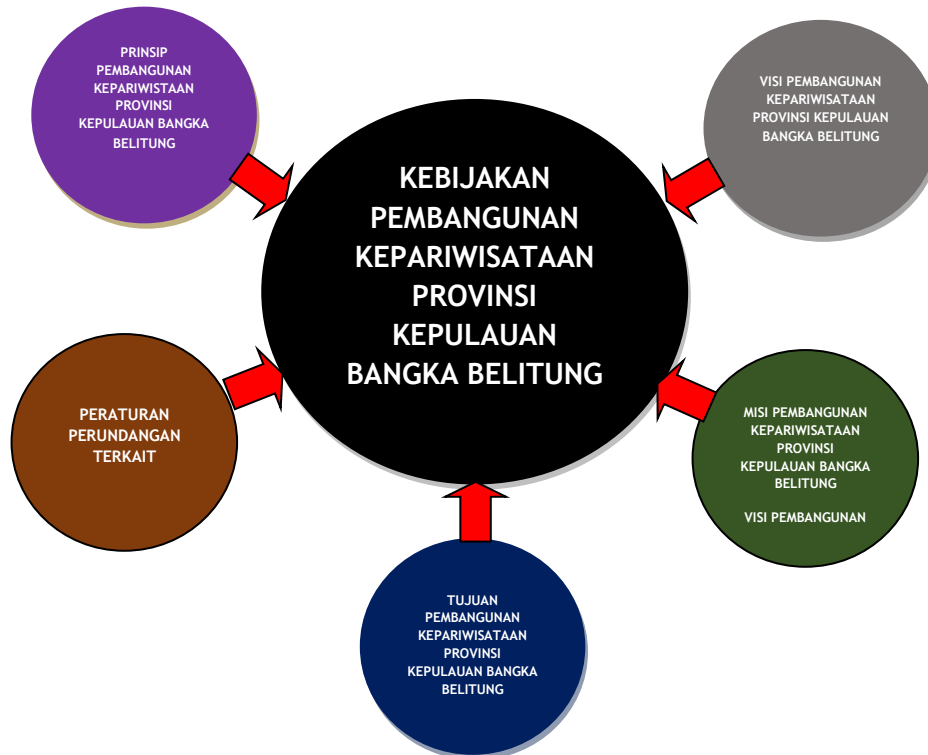 PRINSIP
PEMBANGUNAN
KEPARIWISTAAN
PROVINSI
KEPULAUAN BANGKA
BELITUNG
VISI PEMBANGUNAN
KEPARIWISATAAN
PROVINSI KEPULAUAN
BANGKA BELITUNG
KEBIJAKAN
PEMBANGUNAN
KEPARIWISATAAN
PROVINSI
KEPULAUAN
BANGKA BELITUNG
PERATURAN
PERUNDANGAN
TERKAIT
MISI PEMBANGUNAN
KEPARIWISATAAN
PROVINSI
KEPULAUAN BANGKA
BELITUNG
VISI PEMBANGUNAN
TUJUAN
PEMBANGUNAN
KEPARIWISATAAN
PROVINSI
KEPULAUAN BANGKA
BELITUNG